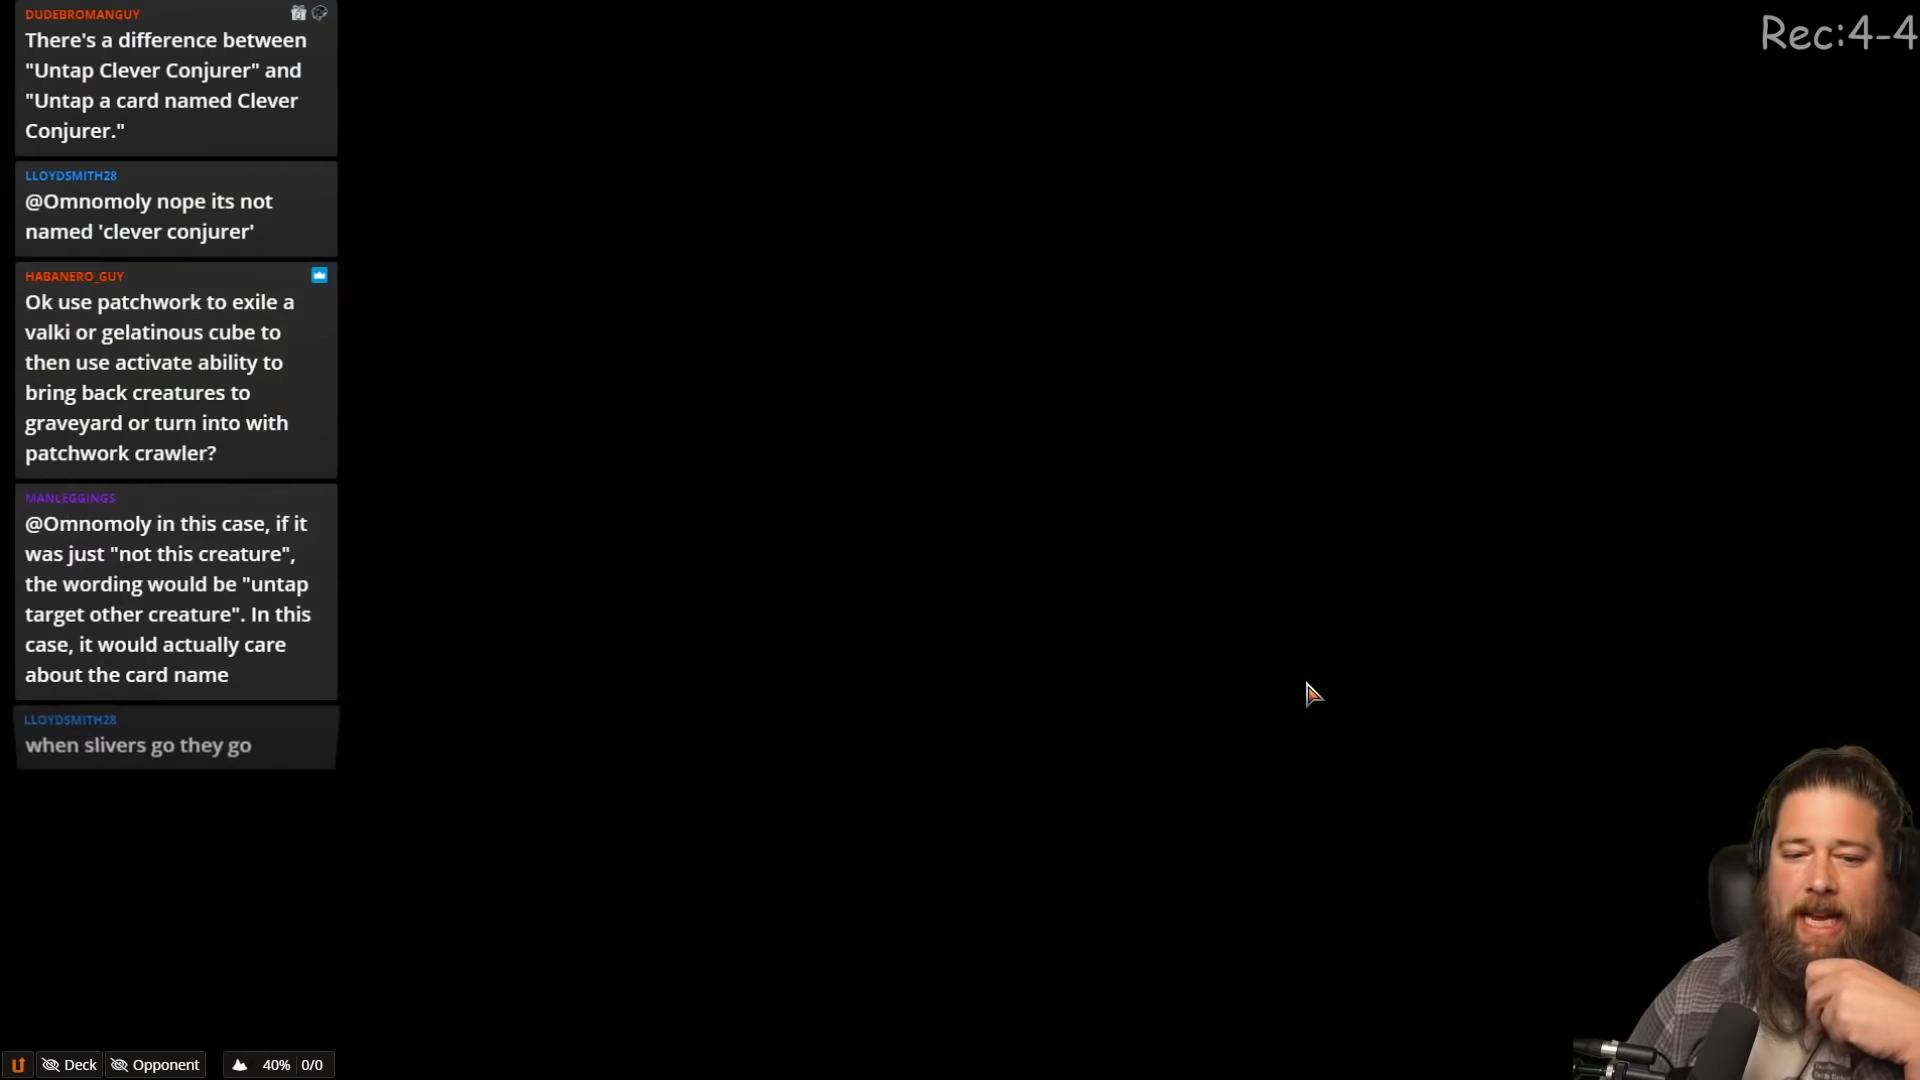 DUDEBROMANGUY
There's a difference between
"Untap Clever Conjurer" and
"Untap a card named Clever
Conjurer."
LLOYDSMITH28
@Omnomoly nope its not
named 'clever conjurer'
HABANERO_GUY
Ok use patchwork to exile a
valki or gelatinous cube to
then use activate ability to
bring back creatures to
graveyard or turn into with
patchwork crawler?
MANLEGGINGS
@Omnomoly in this case, if it
was just "not this creature",
the wording would be "untap
target other creature". In this
case, it would actually care
about the card name
LLOYDSMITH28
when slivers go they go
Rec:4-4
Deck Opponent 40% 0/0